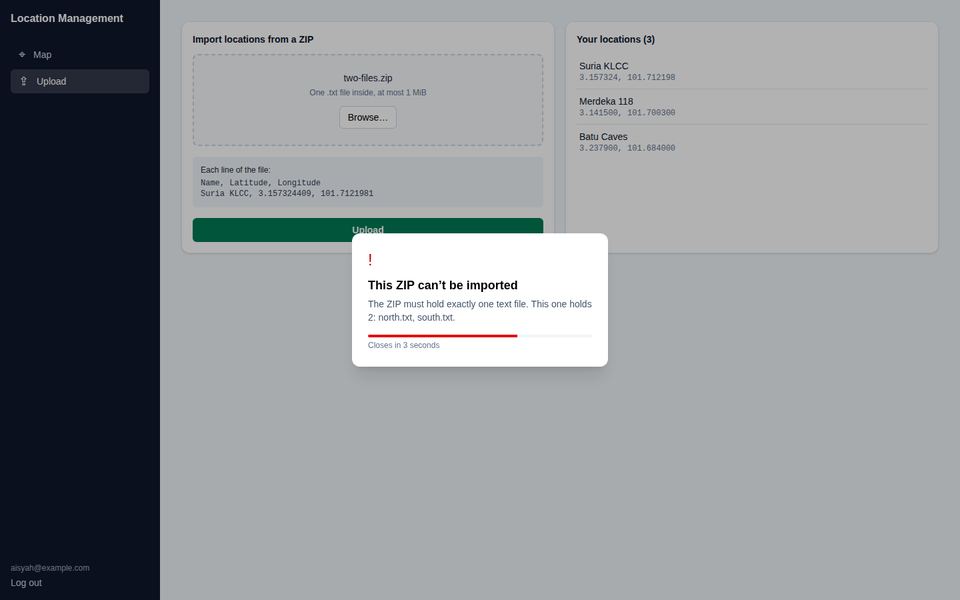 Location Management
Map
Upload
aisyah@example.com
Log out
Import locations from a ZIP
two-files.zip
One .txt file inside, at most 1 MiB
Browse…
Each line of the file:
Name, Latitude, Longitude
Suria KLCC, 3.157324409, 101.7121981
Upload
Your locations (3)
Suria KLCC
3.157324, 101.712198
Merdeka 118
3.141500, 101.700300
Batu Caves
3.237900, 101.684000
!
This ZIP can’t be imported
The ZIP must hold exactly one text file. This one holds
2: north.txt, south.txt.
Closes in 3 seconds